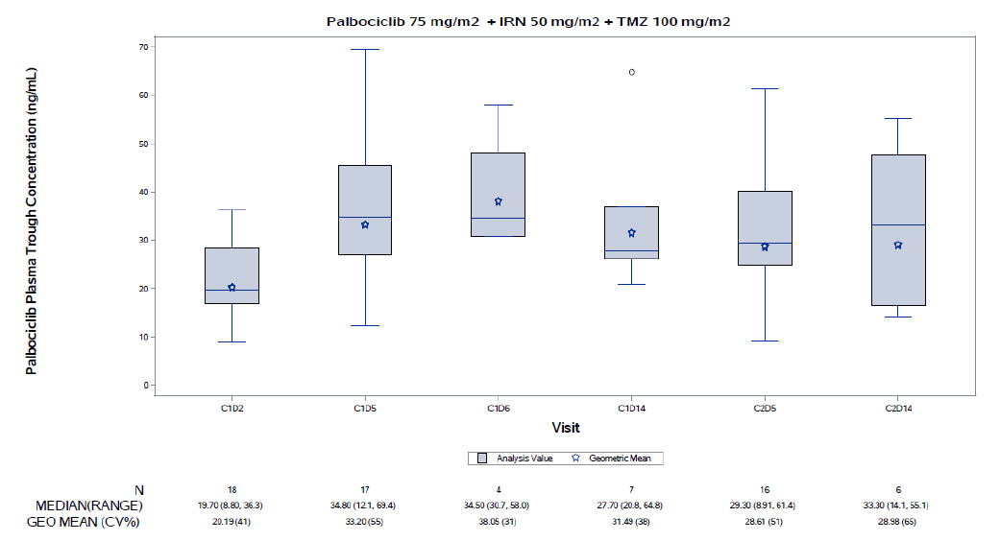 Palbociclib 75 mg/m2 + IRN 50 mg/m2 + TMZ 100 mg/m2
Palbociclib Plasma Trough Concentration (ng/mL)
70
60
50
40
30
20
10
0
C1D2 C1D5 C1D6 C1D14 C2D5 C2D14
Visit
Analysis Value Geometric Mean
N 18 17 4 7 16 6
MEDIAN(RANGE) 19.70 (8.80, 36.3) 34.80 (12.1, 69.4) 34.50 (30.7, 58.0) 27.70 (20.8, 64.8) 29.30 (8.91, 61.4) 33.30 (14.1, 55.1)
GEO MEAN (CV%) 20.19 (41) 33.20 (55) 38.05 (31) 31.49 (38) 28.61 (51) 28.98 (65)